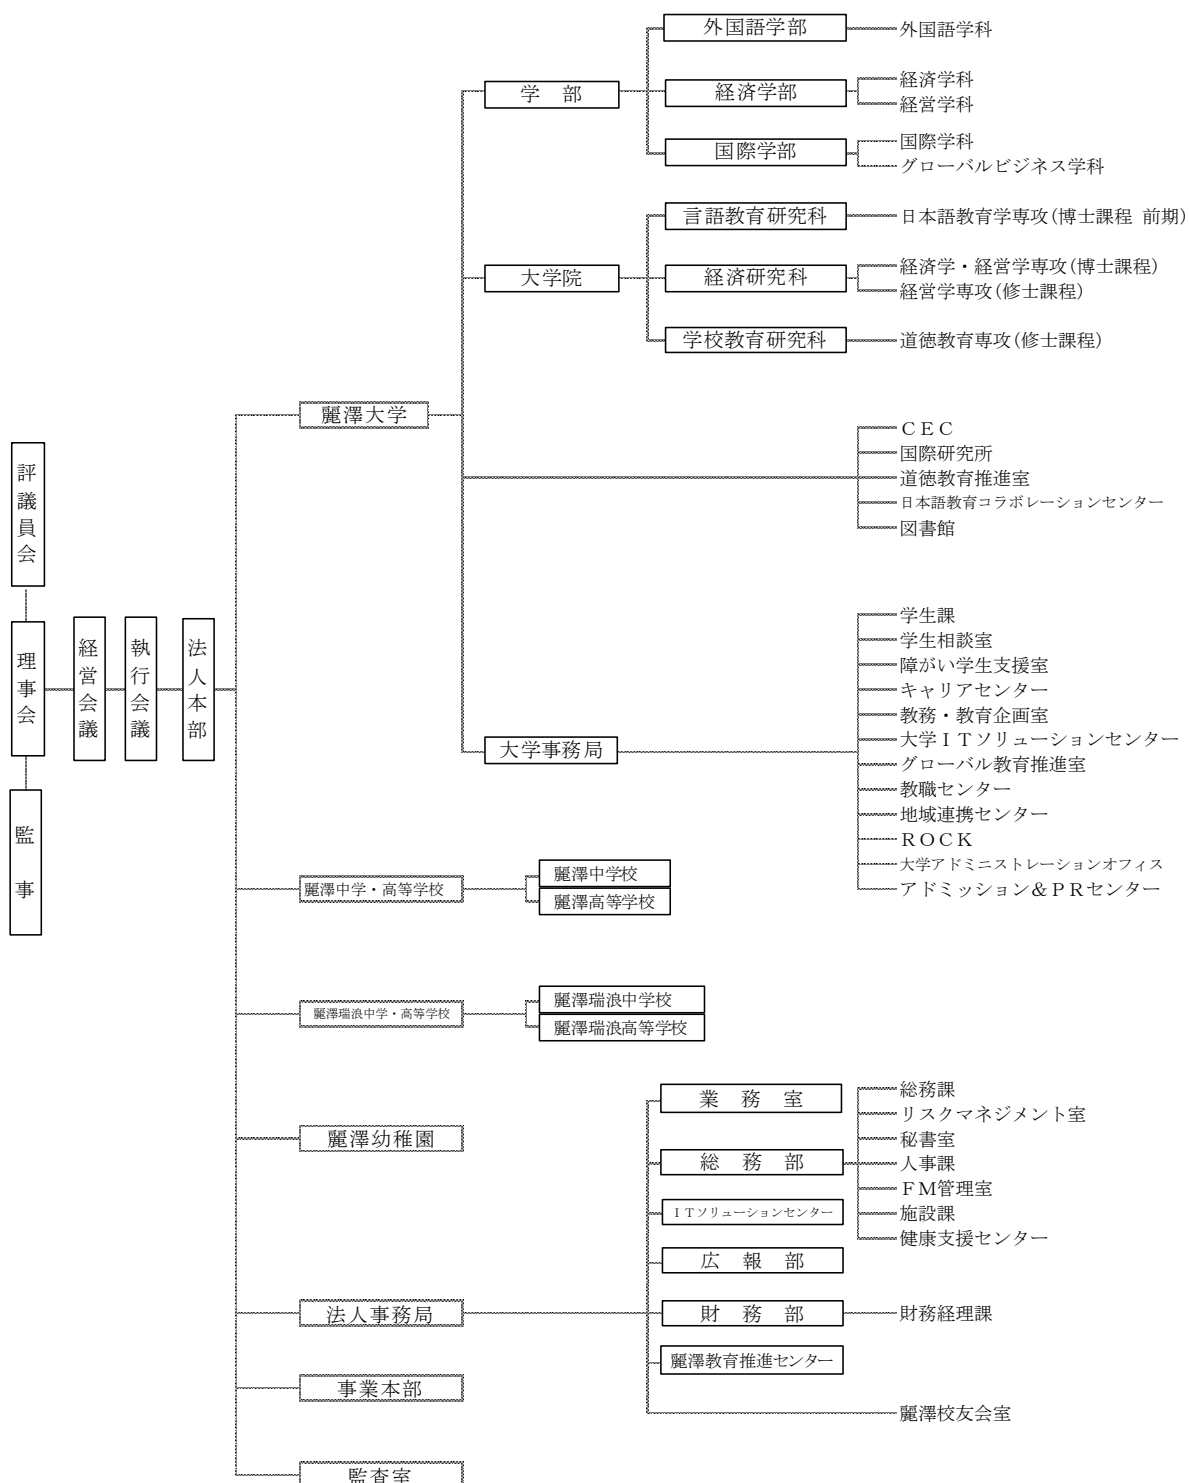 外国語学部
外国語学科
学 部
経済学部
経済学科
経営学科
国際学部
国際学科
グローバルビジネス学科
言語教育研究科
日本語教育学専攻(博士課程 前期)
大学院
経済研究科
経済学・経営学専攻(博士課程)
経営学専攻(修士課程)
学校教育研究科
道徳教育専攻(修士課程)
麗澤大学
CEC
国際研究所
道徳教育推進室
日本語教育コラボレーションセンター
図書館
評議員会
理事会
監 事
経営会議
執行会議
法人本部
大学事務局
学生課
学生相談室
障がい学生支援室
キャリアセンター
教務・教育企画室
大学ITソリューションセンター
グローバル教育推進室
教職センター
地域連携センター
ROCK
大学アドミニストレーションオフィス
アドミッション&PRセンター
麗澤中学・高等学校
麗澤中学校
麗澤高等学校
麗澤瑞浪中学・高等学校
麗澤瑞浪中学校
麗澤瑞浪高等学校
麗澤幼稚園
法人事務局
業 務 室
総 務 部
総務課
リスクマネジメント室
秘書室
人事課
FM管理室
施設課
健康支援センター
ITソリューションセンター
広 報 部
財 務 部
財務経理課
麗澤教育推進センター
麗澤校友会室
事業本部
監査室